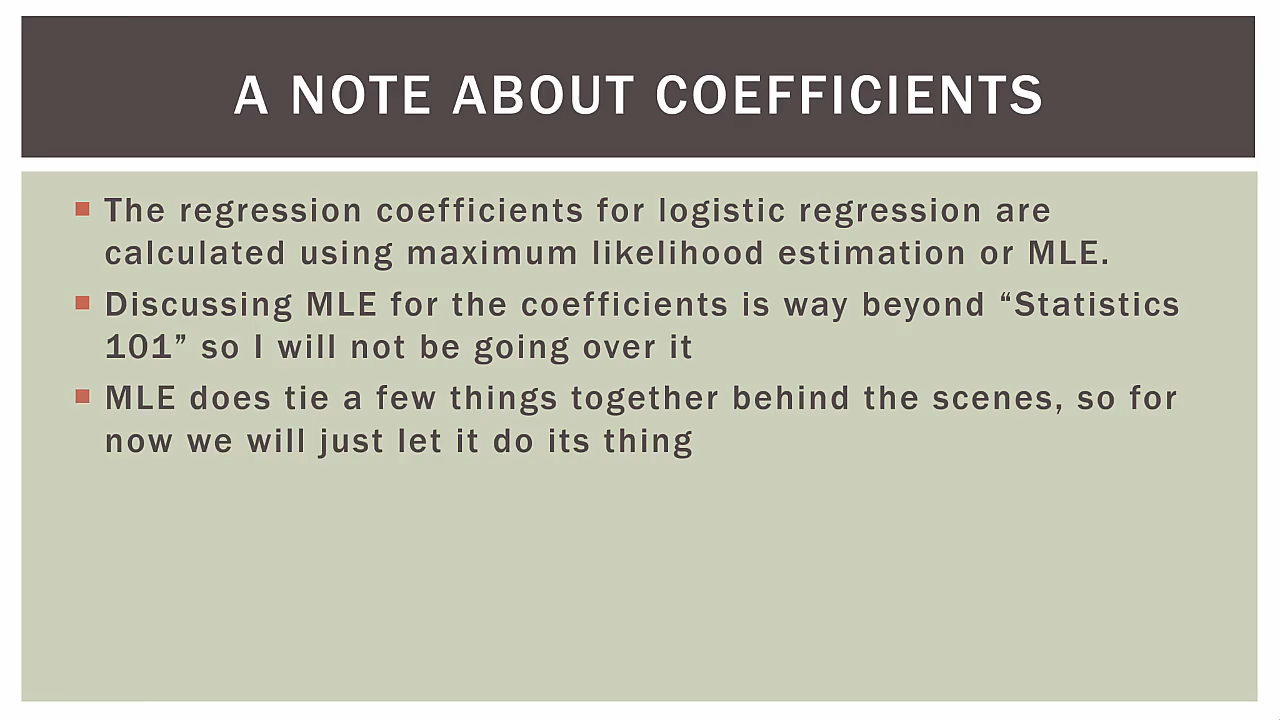 A NOTE ABOUT COEFFICIENTS
The regression coefficients for logistic regression are
calculated using maximum likelihood estimation or MLE.
Discussing MLE for the coefficients is way beyond “Statistics
101” so I will not be going over it
MLE does tie a few things together behind the scenes, so for
now we will just let it do its thing